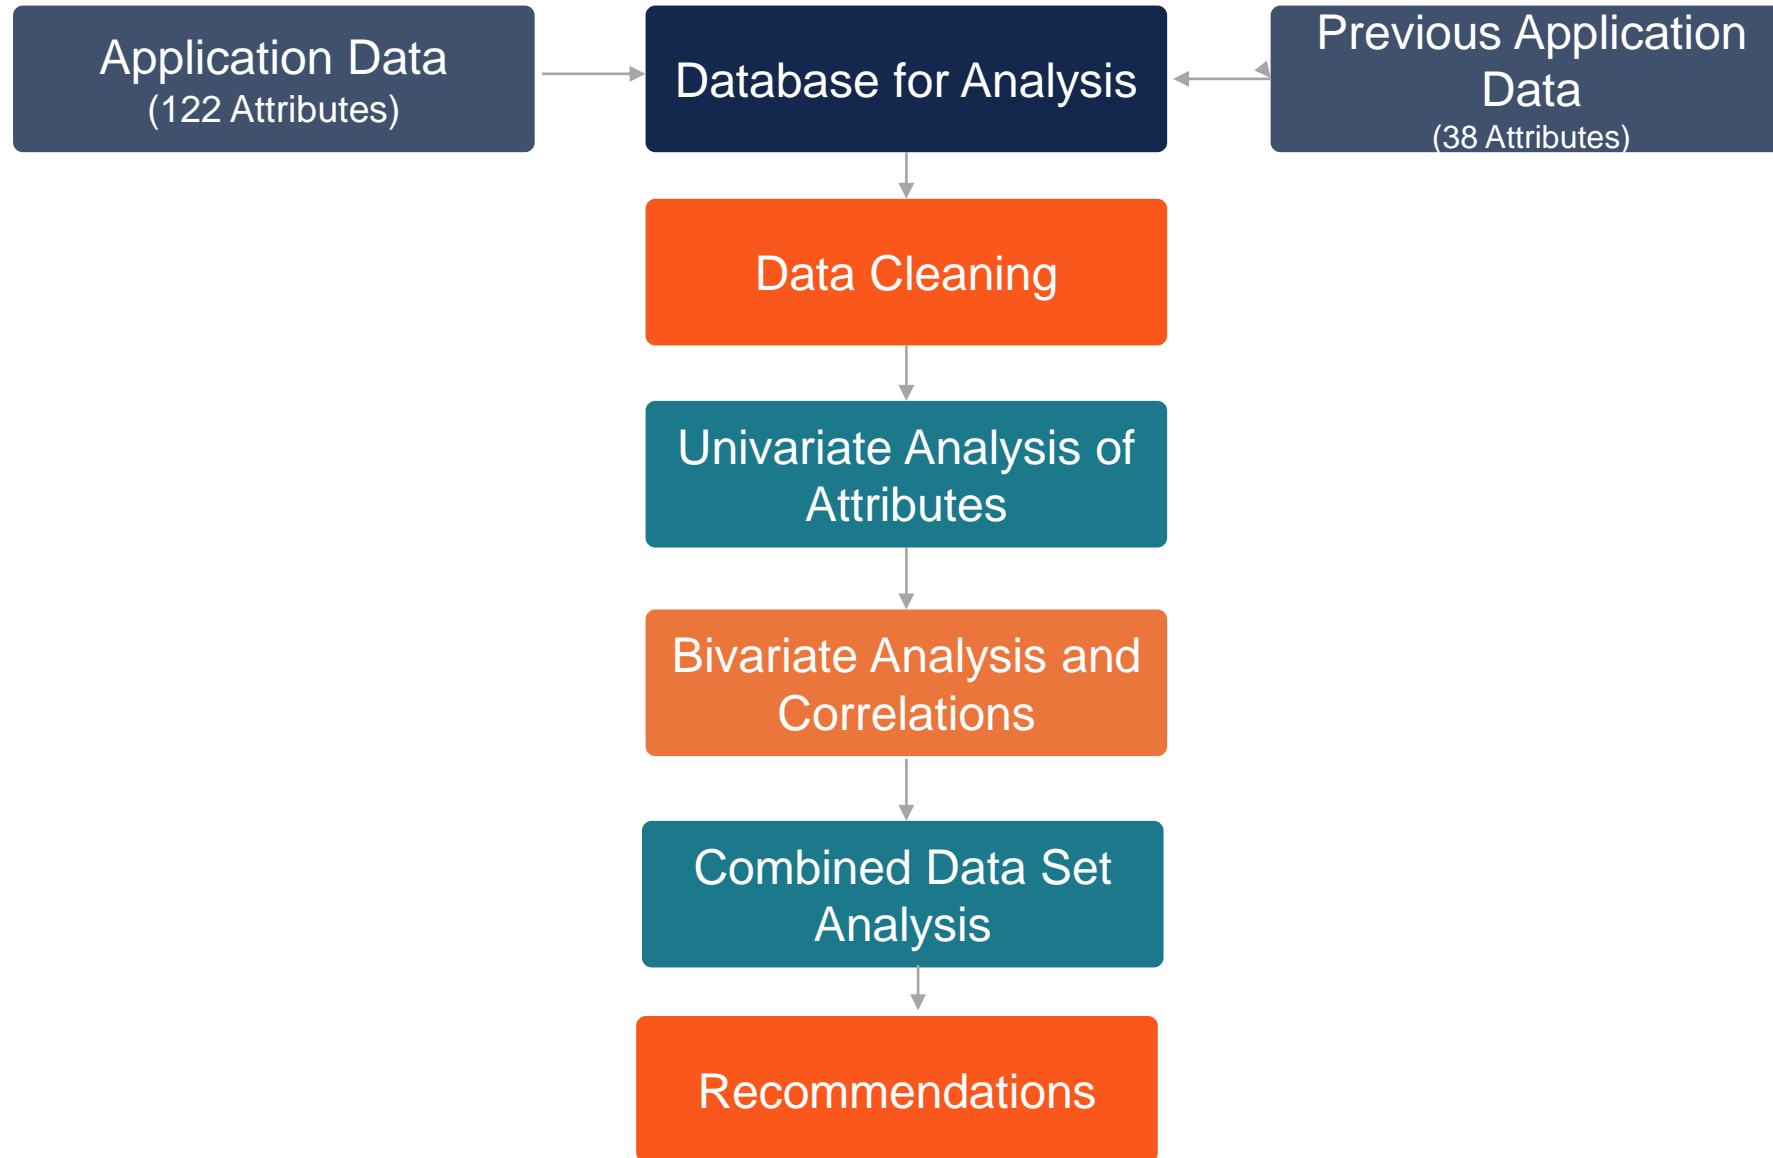 Application Data
(122 Attributes)
Database for Analysis
Previous Application
Data
(38 Attributes)
Data Cleaning
Univariate Analysis of
Attributes
Bivariate Analysis and
Correlations
Combined Data Set
Analysis
Recommendations